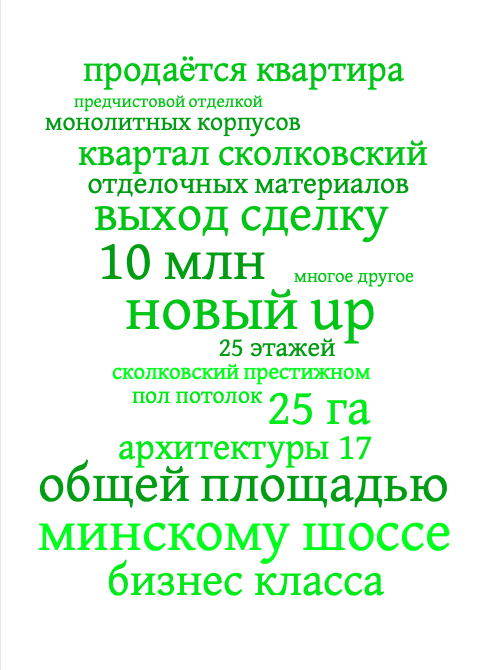 продаётся квартира
предчистовой отделкой
монолитных корпусов
квартал сколковский
отделочных материалов
выход сделку
10 млн
многое другое
новый up
25 этажей
сколковский престижном
пол потолок
25 га
архитектуры 17
общей площадью
минскому шоссе
бизнес класса